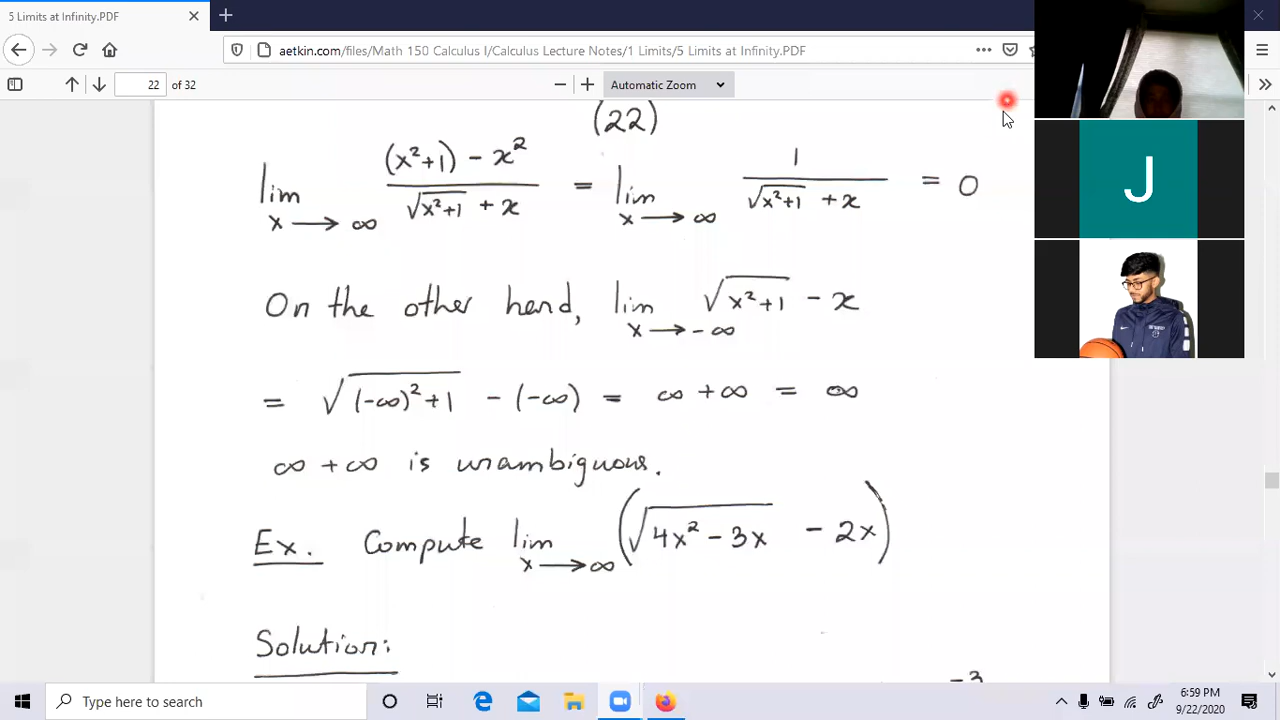 5 Limits at Infinity.PDF
aetkin.com/files/Math 150 Calculus I/Calculus Lecture Notes/1 Limits/5 Limits at Infinity.PDF
22 of 32 Automatic Zoom
(22)
lim x→∞ ((x²+1) - x²)/(√(x²+1) + x) = lim x→∞ 1/(√(x²+1) + x) = 0
On the other hand, lim x→-∞ √(x²+1) - x
= √((-∞)²+1) - (-∞) = ∞ + ∞ = ∞
∞ + ∞ is unambiguous.
Ex. Compute lim x→∞ (√(4x² - 3x) - 2x)
Solution:
-3
J
Type here to search
6:59 PM
9/22/2020